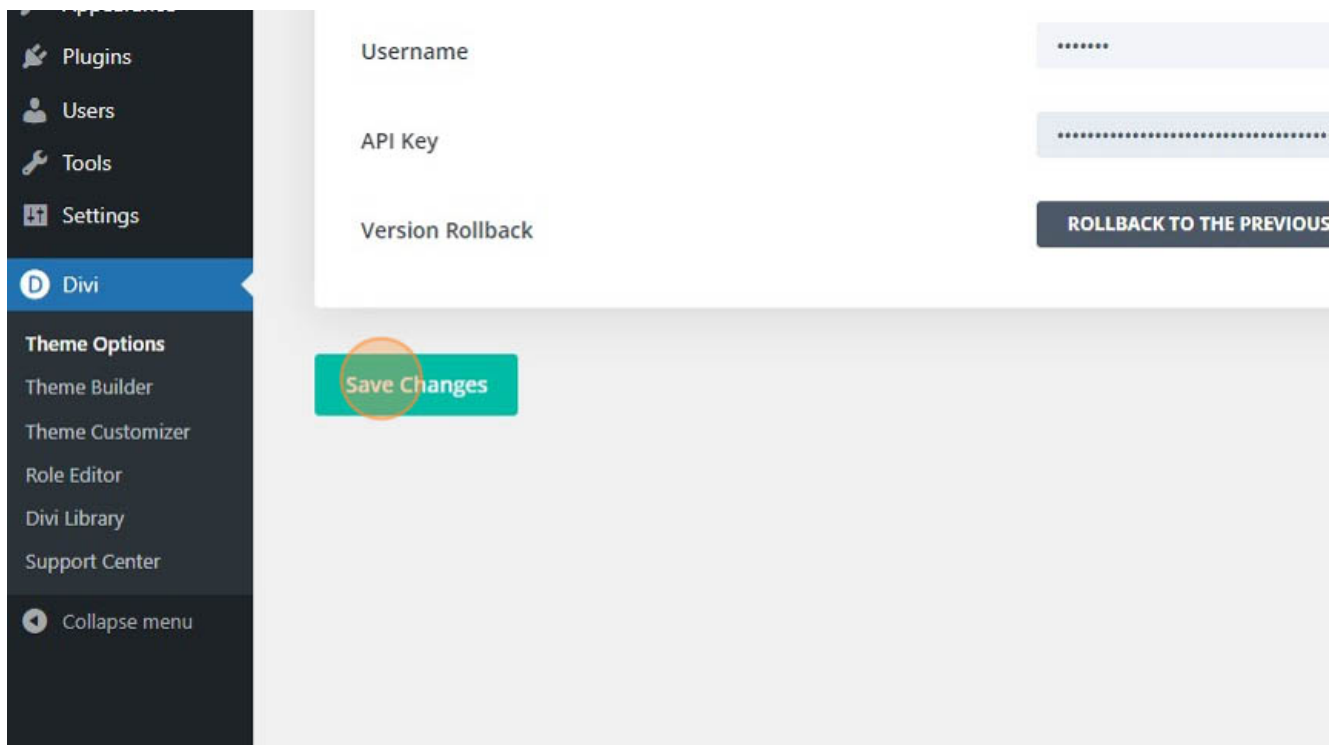 Plugins
Users
Tools
Settings
D Divi
Theme Options
Theme Builder
Theme Customizer
Role Editor
Divi Library
Support Center
Collapse menu
Username
•••••••
API Key
Version Rollback
ROLLBACK TO THE PREVIOUS
Save Changes